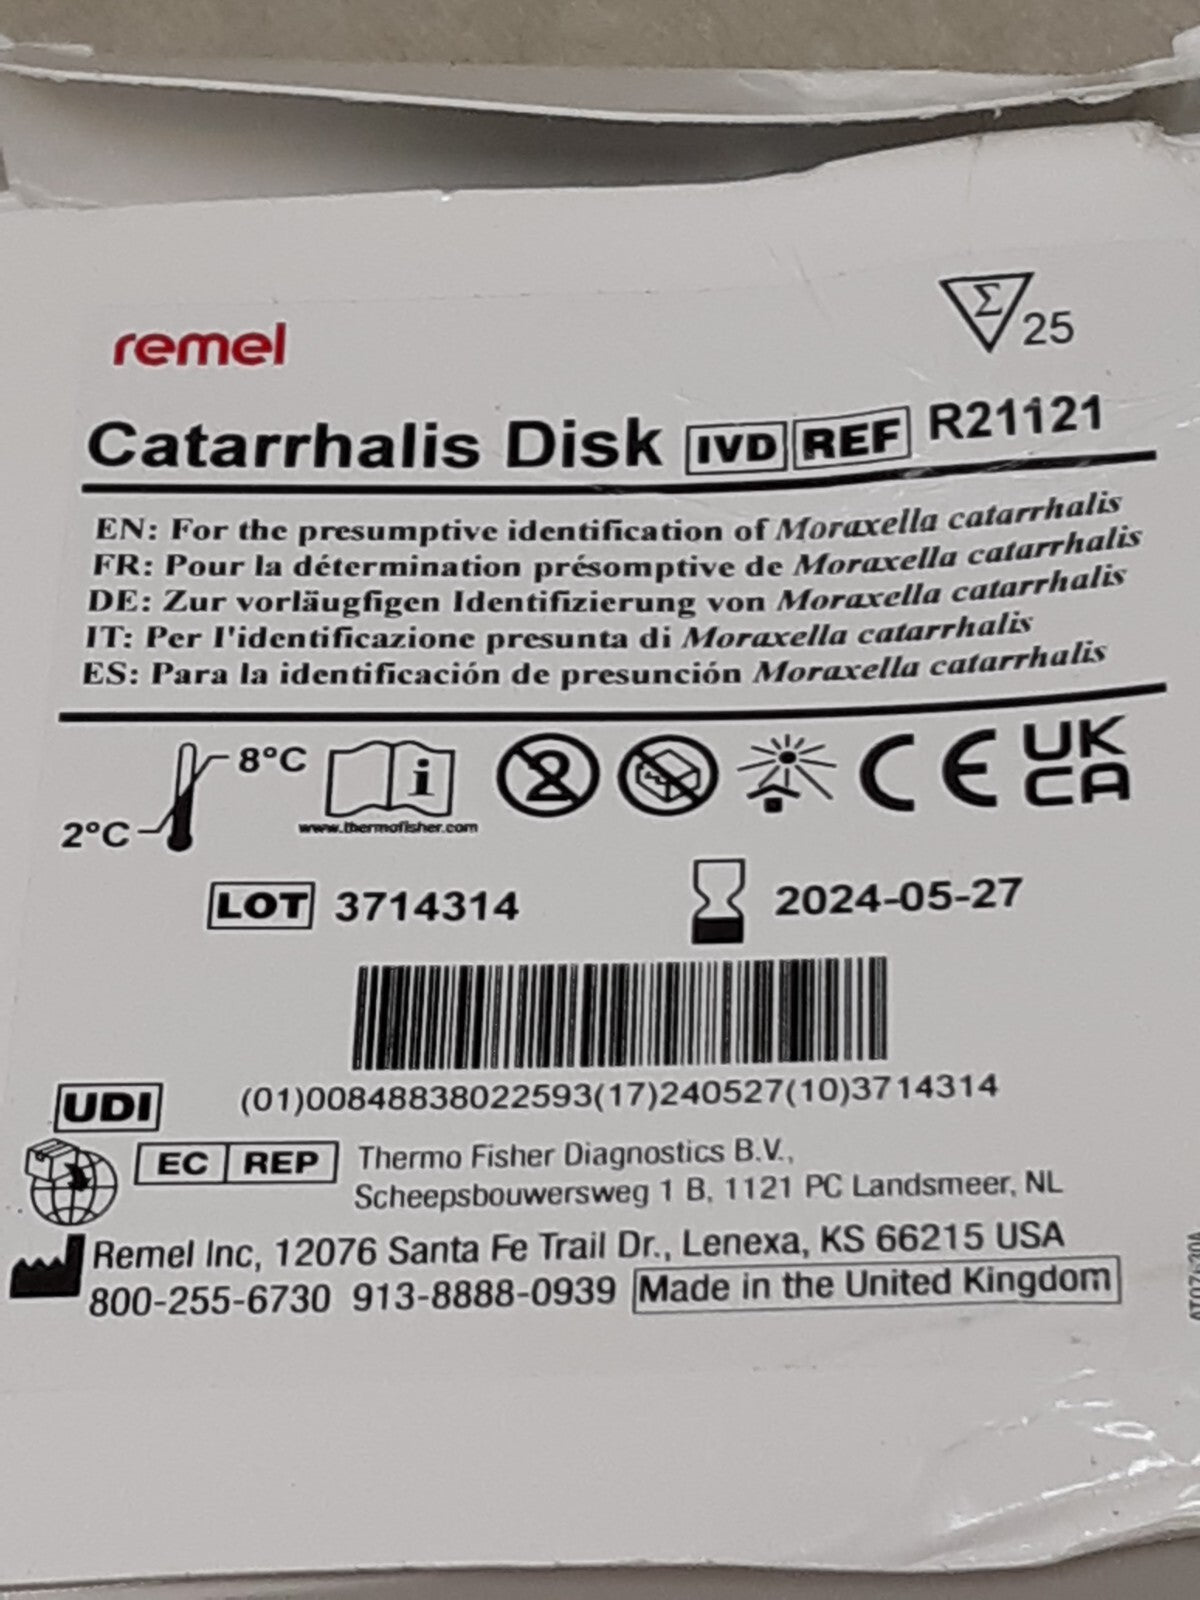 Σ 25
remel
Catarrhalis Disk IVD REF R21121
EN: For the presumptive identification of Moraxella catarrhalis
FR: Pour la détermination présomptive de Moraxella catarrhalis
DE: Zur vorläugfigen Identifizierung von Moraxella catarrhalis
IT: Per l'identificazione presunta di Moraxella catarrhalis
ES: Para la identificación de presunción Moraxella catarrhalis
8°C
2°C
i
www.thermofisher.com
2
CE
UK
CA
LOT 3714314
2024-05-27
UDI (01)00848838022593(17)240527(10)3714314
EC REP Thermo Fisher Diagnostics B.V.,
Scheepsbouwersweg 1 B, 1121 PC Landsmeer, NL
Remel Inc, 12076 Santa Fe Trail Dr., Lenexa, KS 66215 USA
800-255-6730 913-8888-0939 Made in the United Kingdom